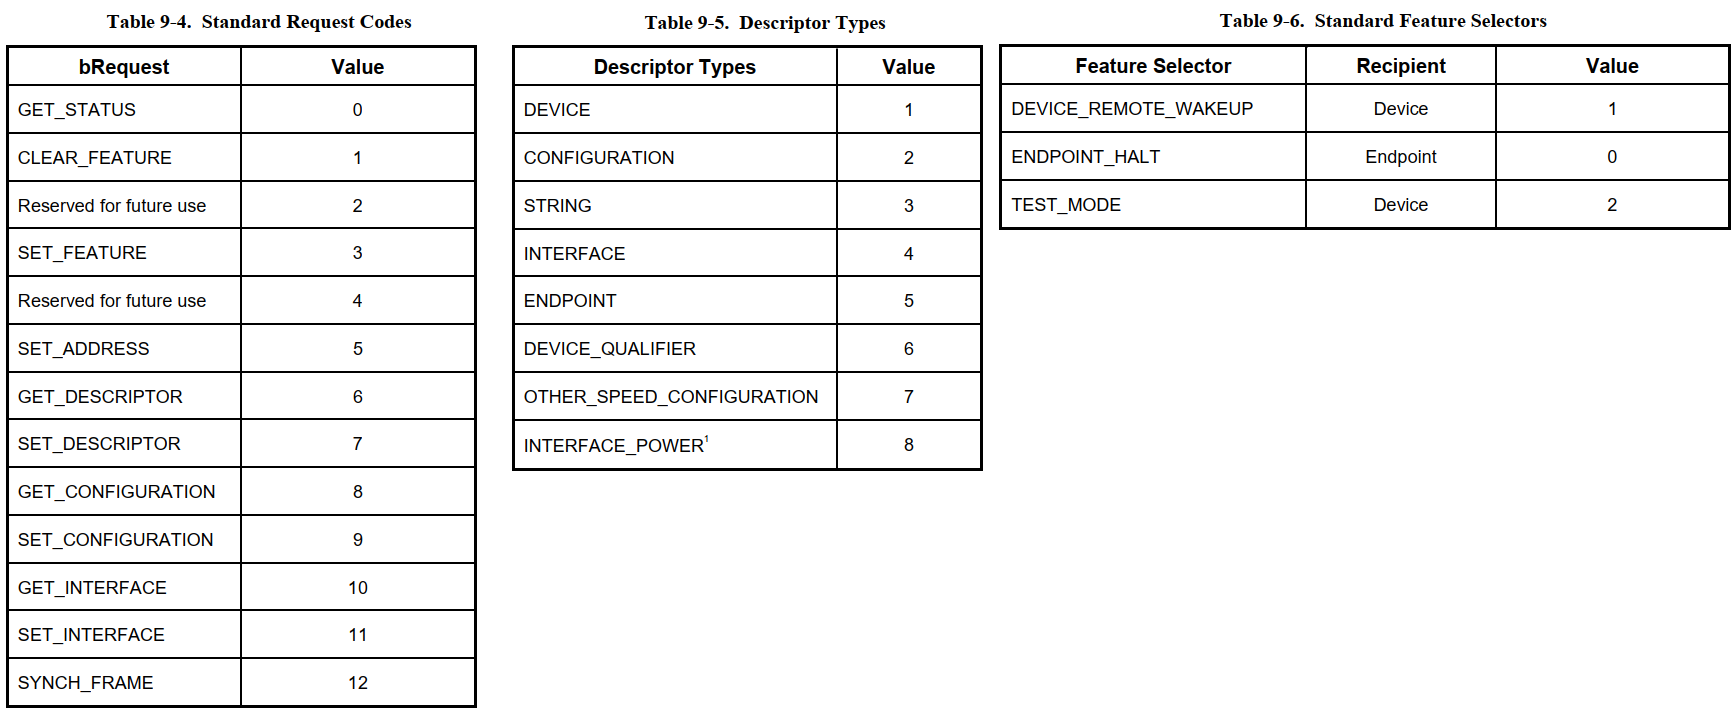 Table 9-4. Standard Request Codes
bRequest Value
GET_STATUS 0
CLEAR_FEATURE 1
Reserved for future use 2
SET_FEATURE 3
Reserved for future use 4
SET_ADDRESS 5
GET_DESCRIPTOR 6
SET_DESCRIPTOR 7
GET_CONFIGURATION 8
SET_CONFIGURATION 9
GET_INTERFACE 10
SET_INTERFACE 11
SYNCH_FRAME 12
Table 9-5. Descriptor Types
Descriptor Types Value
DEVICE 1
CONFIGURATION 2
STRING 3
INTERFACE 4
ENDPOINT 5
DEVICE_QUALIFIER 6
OTHER_SPEED_CONFIGURATION 7
INTERFACE_POWER¹ 8
Table 9-6. Standard Feature Selectors
Feature Selector Recipient Value
DEVICE_REMOTE_WAKEUP Device 1
ENDPOINT_HALT Endpoint 0
TEST_MODE Device 2